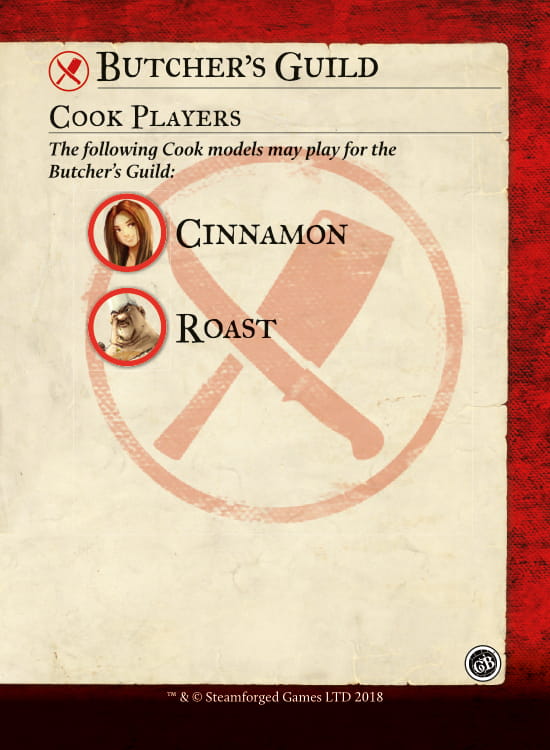 Butcher's Guild
Cook Players
The following Cook models may play for the
Butcher's Guild:
Cinnamon
Roast
GB
™ & © Steamforged Games LTD 2018